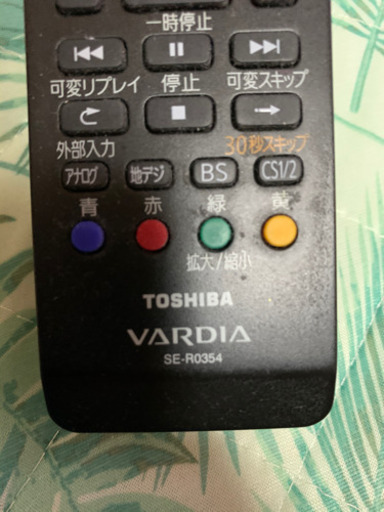 一時停止
可変リプレイ 停止 可変スキップ
外部入力 30秒スキップ
アナログ 地デジ BS CS1/2
青 赤 緑 黄
拡大/縮小
TOSHIBA
VARDIA
SE-R0354